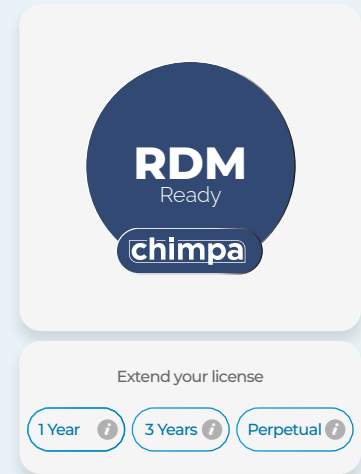 RDM
Ready
chimpa
Extend your license
1 Year
3 Years
Perpetual